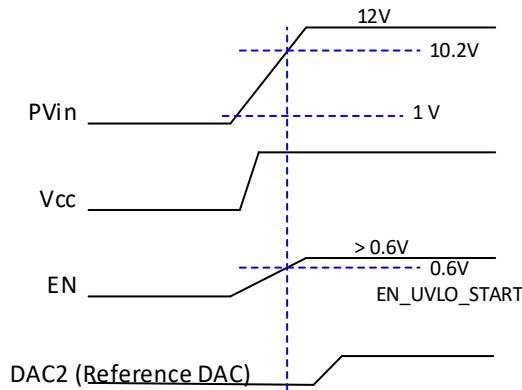 12V
10.2V
PVin
1 V
Vcc
> 0.6V
0.6V
EN
EN_UVLO_START
DAC2 (Reference DAC)